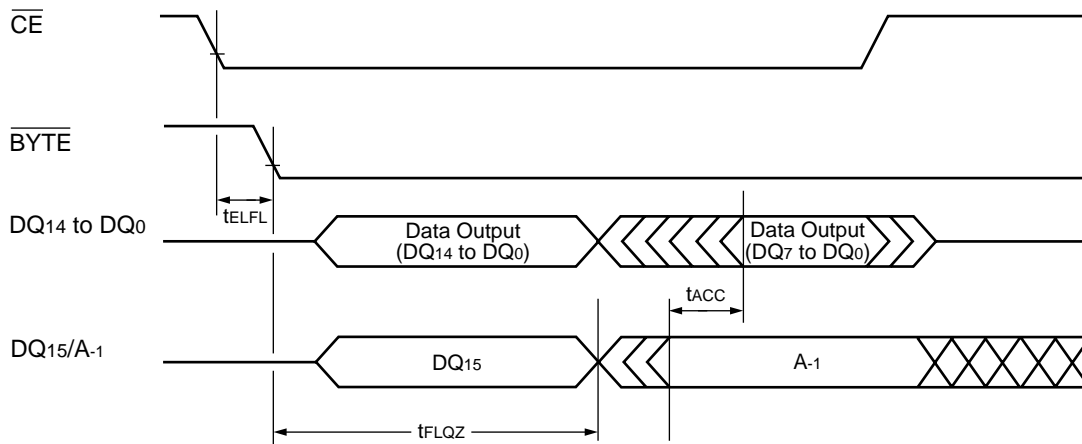 CE
BYTE
tELFL
DQ14 to DQ0
Data Output
(DQ14 to DQ0)
Data Output
(DQ7 to DQ0)
tACC
DQ15/A-1
DQ15
A-1
tFLQZ